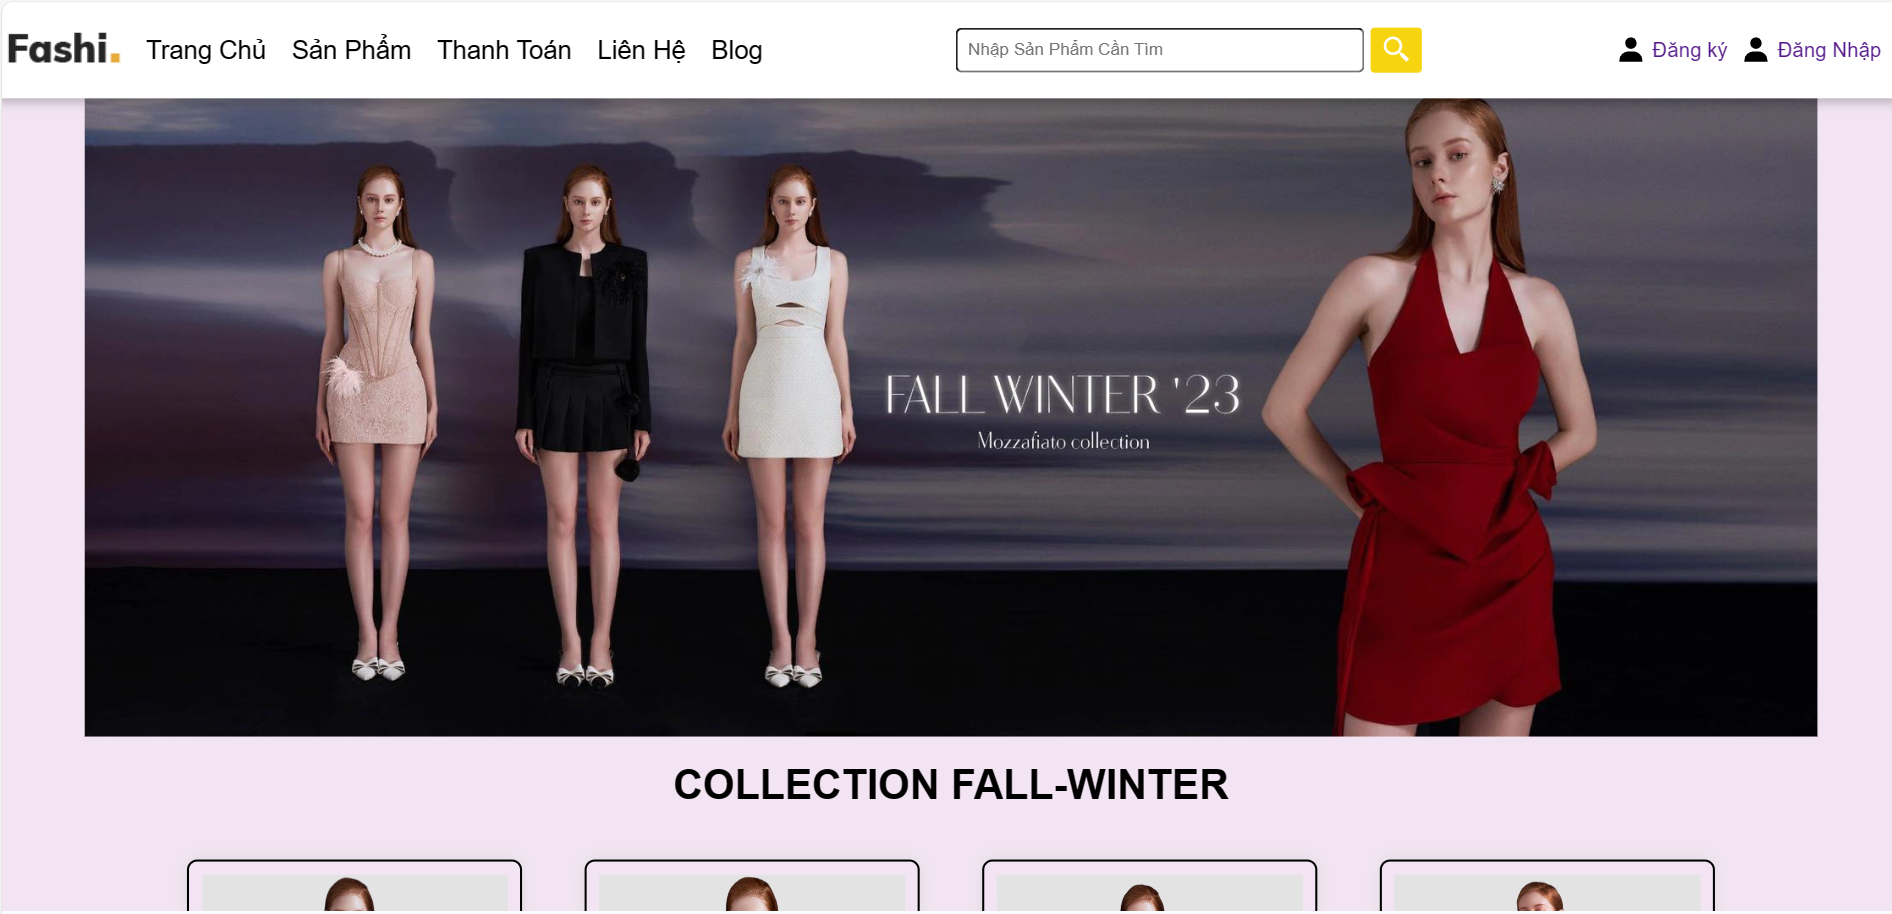 Fashi. Trang Chủ Sản Phẩm Thanh Toán Liên Hệ Blog Nhập Sản Phẩm Cần Tìm Đăng ký Đăng Nhập
FALL WINTER '23
Mozzafiato collection
COLLECTION FALL-WINTER